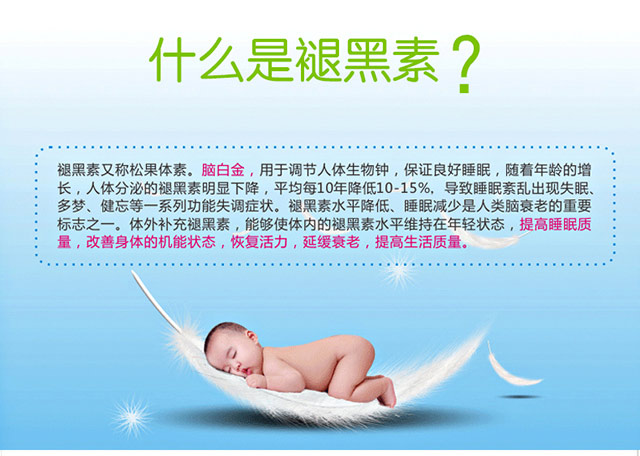 什么是褪黑素？
褪黑素又称松果体素。脑白金，用于调节人体生物钟，保证良好睡眠，随着年龄的增
长，人体分泌的褪黑素明显下降，平均每10年降低10-15%。导致睡眠紊乱出现失眠、
多梦、健忘等一系列功能失调症状。褪黑素水平降低、睡眠减少是人类脑衰老的重要
标志之一。体外补充褪黑素，能够使体内的褪黑素水平维持在年轻状态，提高睡眠质
量，改善身体的机能状态，恢复活力，延缓衰老，提高生活质量。